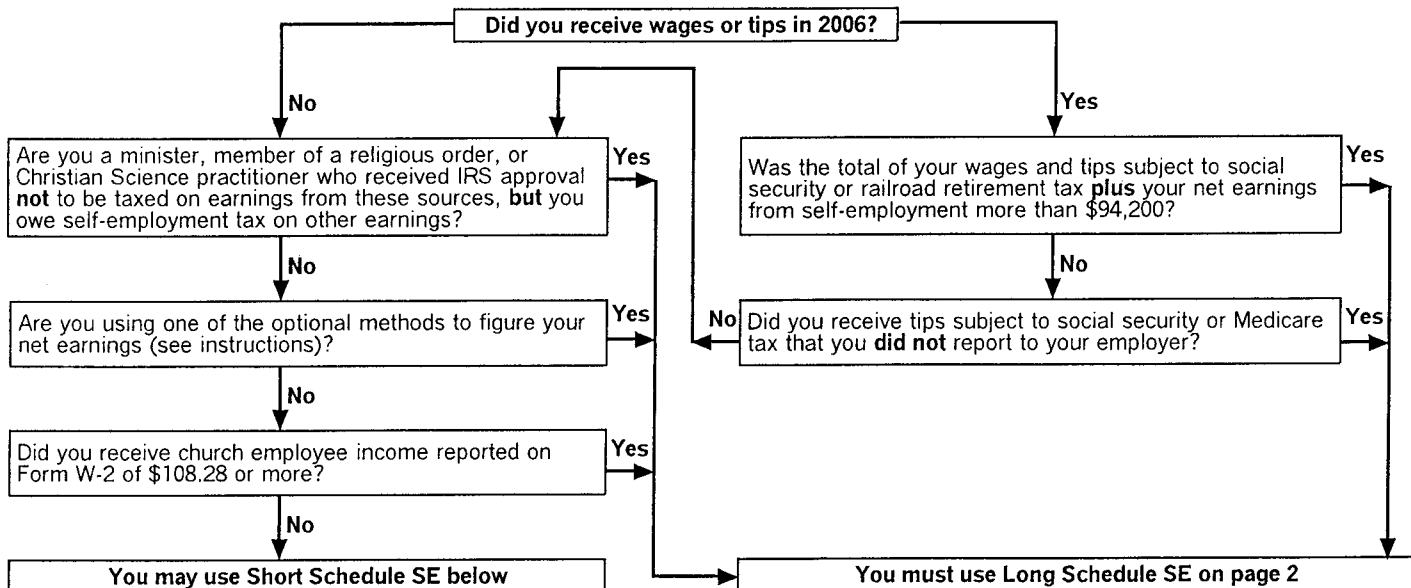 Did you receive wages or tips in 2006?
No
Yes
Are you a minister, member of a religious order, or
Christian Science practitioner who received IRS approval
not to be taxed on earnings from these sources, but you
owe self-employment tax on other earnings?
Yes
Was the total of your wages and tips subject to social
security or railroad retirement tax plus your net earnings
from self-employment more than $94,200?
Yes
No
No
Are you using one of the optional methods to figure your
net earnings (see instructions)?
Yes
No
Did you receive tips subject to social security or Medicare
tax that you did not report to your employer?
Yes
No
Did you receive church employee income reported on
Form W-2 of $108.28 or more?
Yes
No
You may use Short Schedule SE below
You must use Long Schedule SE on page 2